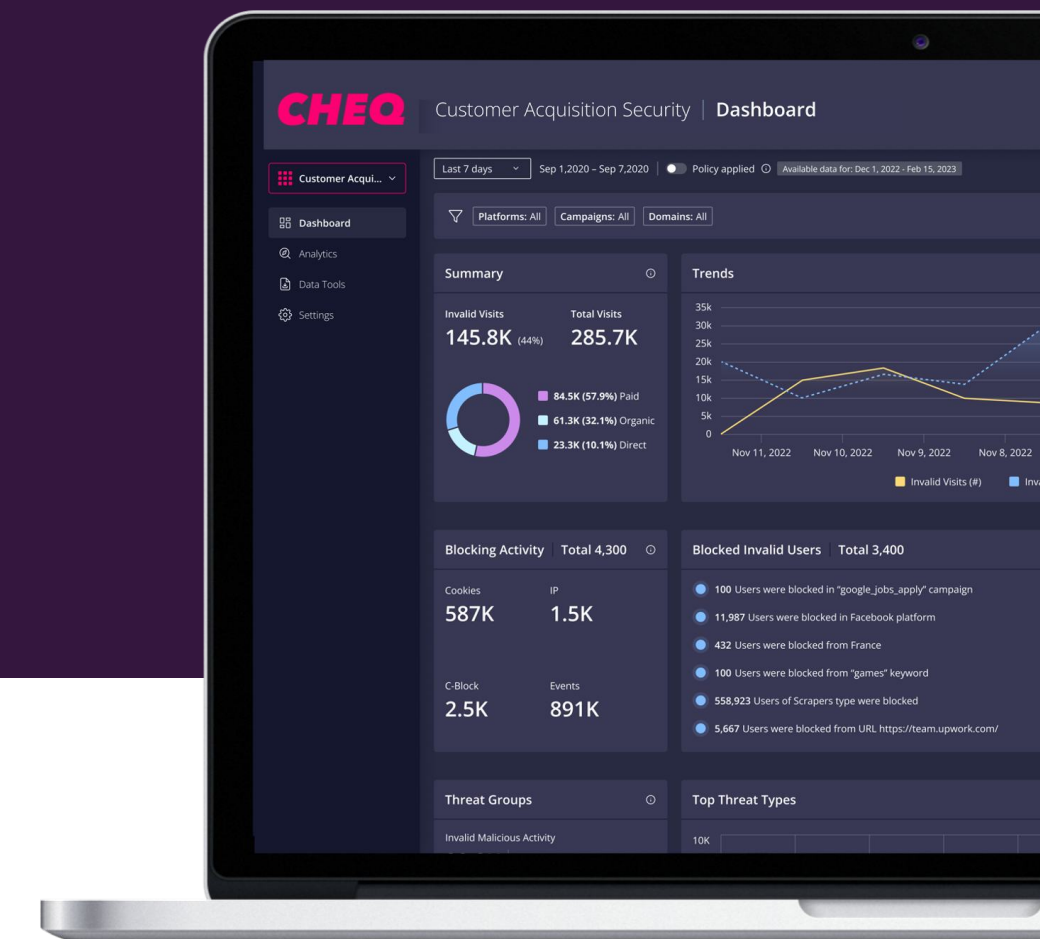 CHEQ Customer Acquisition Security | Dashboard
Customer Acqui...
Dashboard
Analytics
Data Tools
Settings
Last 7 days Sep 1,2020 – Sep 7,2020 Policy applied Available data for: Dec 1, 2022 - Feb 15, 2023
Platforms: All Campaigns: All Domains: All
Summary
Invalid Visits Total Visits
145.8K (44%) 285.7K
84.5K (57.9%) Paid
61.3K (32.1%) Organic
23.3K (10.1%) Direct
Trends
35k
30k
25k
20k
15k
10k
5k
0
Nov 11, 2022 Nov 10, 2022 Nov 9, 2022 Nov 8, 2022
Invalid Visits (#)
Blocking Activity Total 4,300
Cookies IP
587K 1.5K
C-Block Events
2.5K 891K
Blocked Invalid Users Total 3,400
100 Users were blocked in “google_jobs_apply” campaign
11,987 Users were blocked in Facebook platform
432 Users were blocked from France
100 Users were blocked from “games” keyword
558,923 Users of Scrapers type were blocked
5,667 Users were blocked from URL https://team.upwork.com/
Threat Groups
Invalid Malicious Activity
Top Threat Types
10K